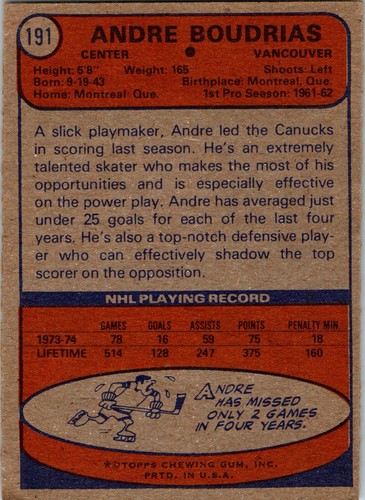 191 ANDRE BOUDRIAS
CENTER VANCOUVER
Height: 5'8" Weight: 165 Shoots: Left
Born: 9-19-43 Birthplace: Montreal, Que.
Home: Montreal Que. 1st Pro Season: 1961-62
A slick playmaker, Andre led the Canucks
in scoring last season. He's an extremely
talented skater who makes the most of his
opportunities and is especially effective
on the power play. Andre has averaged just
under 25 goals for each of the last four
years. He's also a top-notch defensive play-
er who can effectively shadow the top
scorer on the opposition.
NHL PLAYING RECORD
GAMES GOALS ASSISTS POINTS PENALTY MIN.
1973-74 78 16 59 75 18
LIFETIME 514 128 247 375 160
ANDRE
HAS MISSED
ONLY 2 GAMES
IN FOUR YEARS.
★©TOPPS CHEWING GUM, INC.
PRTD. IN U.S.A.